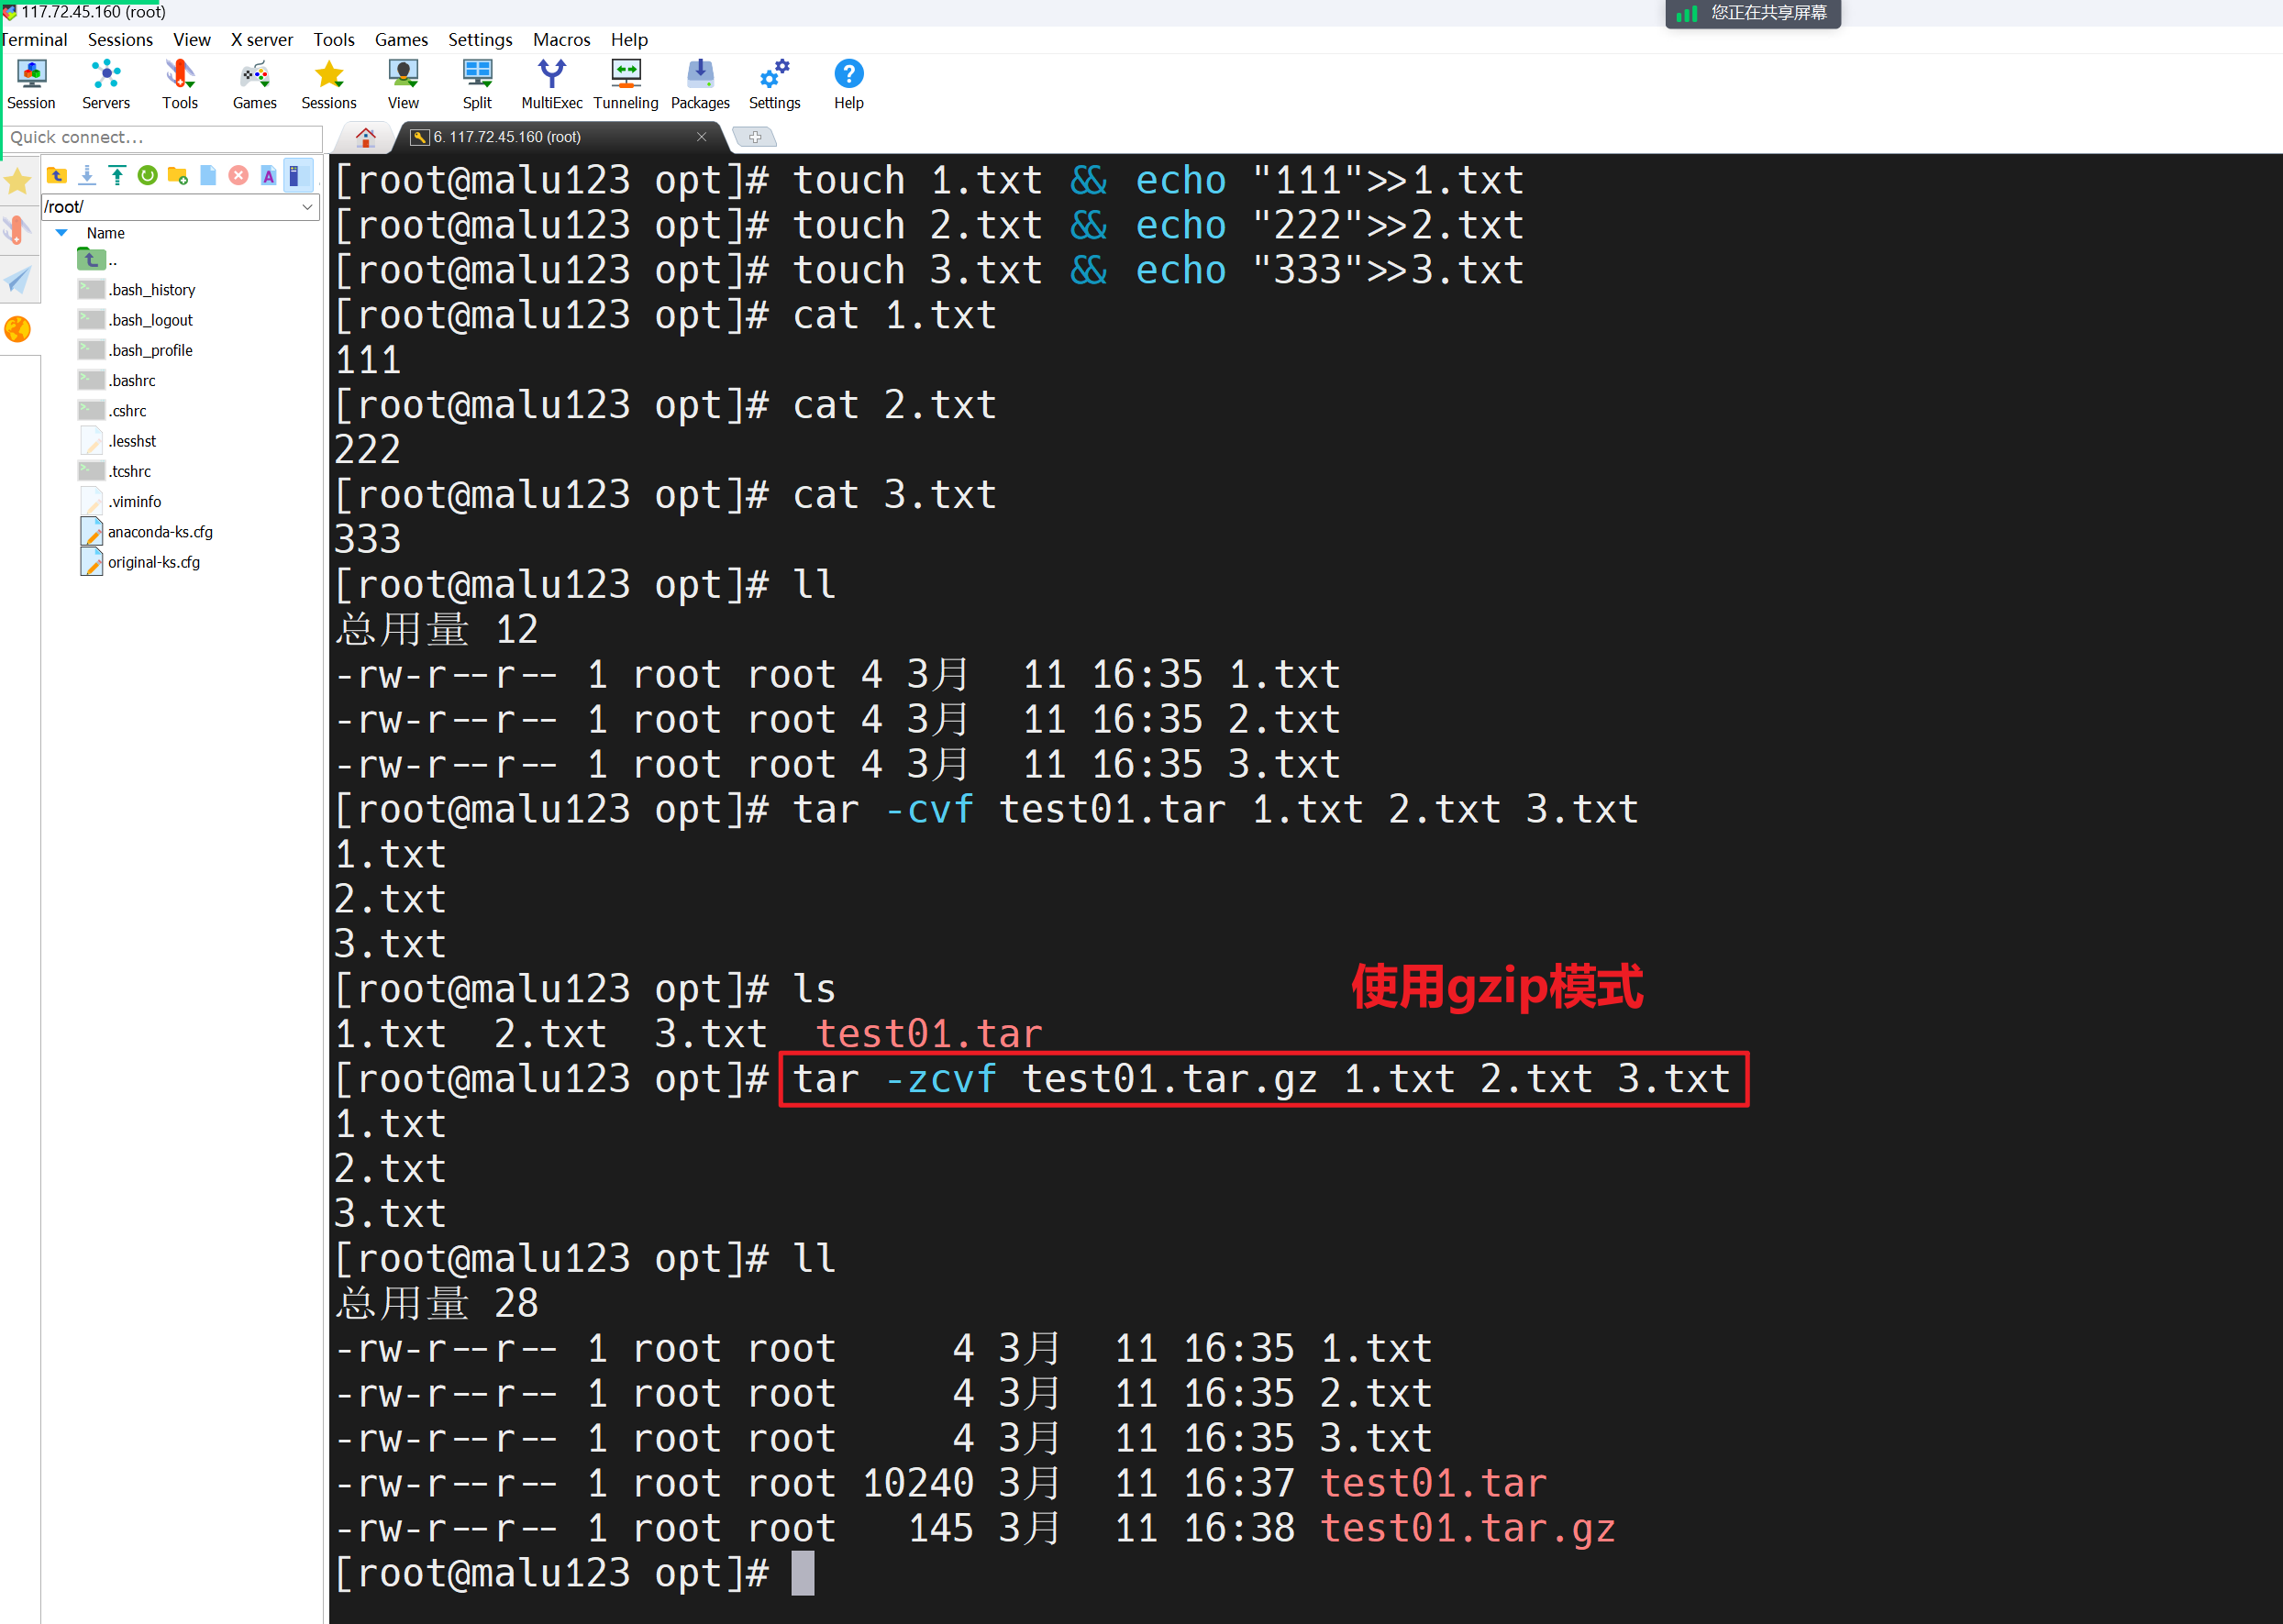 117.72.45.160 (root)
您正在共享屏幕
Terminal Sessions View X server Tools Games Settings Macros Help
Session Servers Tools Games Sessions View Split MultiExec Tunneling Packages Settings Help
Quick connect...
6. 117.72.45.160 (root)
/root/
Name
..
.bash_history
.bash_logout
.bash_profile
.bashrc
.cshrc
.lesshst
.tcshrc
.viminfo
anaconda-ks.cfg
original-ks.cfg
[root@malu123 opt]# touch 1.txt && echo "111">>1.txt
[root@malu123 opt]# touch 2.txt && echo "222">>2.txt
[root@malu123 opt]# touch 3.txt && echo "333">>3.txt
[root@malu123 opt]# cat 1.txt
111
[root@malu123 opt]# cat 2.txt
222
[root@malu123 opt]# cat 3.txt
333
[root@malu123 opt]# ll
总用量 12
-rw-r--r-- 1 root root 4 3月  11 16:35 1.txt
-rw-r--r-- 1 root root 4 3月  11 16:35 2.txt
-rw-r--r-- 1 root root 4 3月  11 16:35 3.txt
[root@malu123 opt]# tar -cvf test01.tar 1.txt 2.txt 3.txt
1.txt
2.txt
3.txt
[root@malu123 opt]# ls
使用gzip模式
1.txt  2.txt  3.txt  test01.tar
[root@malu123 opt]# tar -zcvf test01.tar.gz 1.txt 2.txt 3.txt
1.txt
2.txt
3.txt
[root@malu123 opt]# ll
总用量 28
-rw-r--r-- 1 root root     4 3月  11 16:35 1.txt
-rw-r--r-- 1 root root     4 3月  11 16:35 2.txt
-rw-r--r-- 1 root root     4 3月  11 16:35 3.txt
-rw-r--r-- 1 root root 10240 3月  11 16:37 test01.tar
-rw-r--r-- 1 root root   145 3月  11 16:38 test01.tar.gz
[root@malu123 opt]#